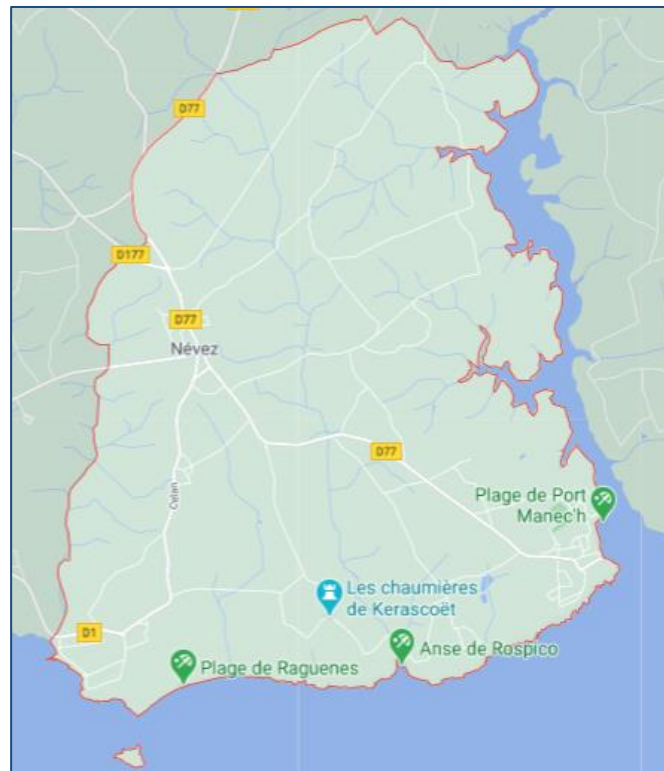 D77
D177
D77
Névez
D77
Plage de Port
Manec'h
Célan
Les chaumières
de Kerascoët
D1
Anse de Rospico
Plage de Raguenes